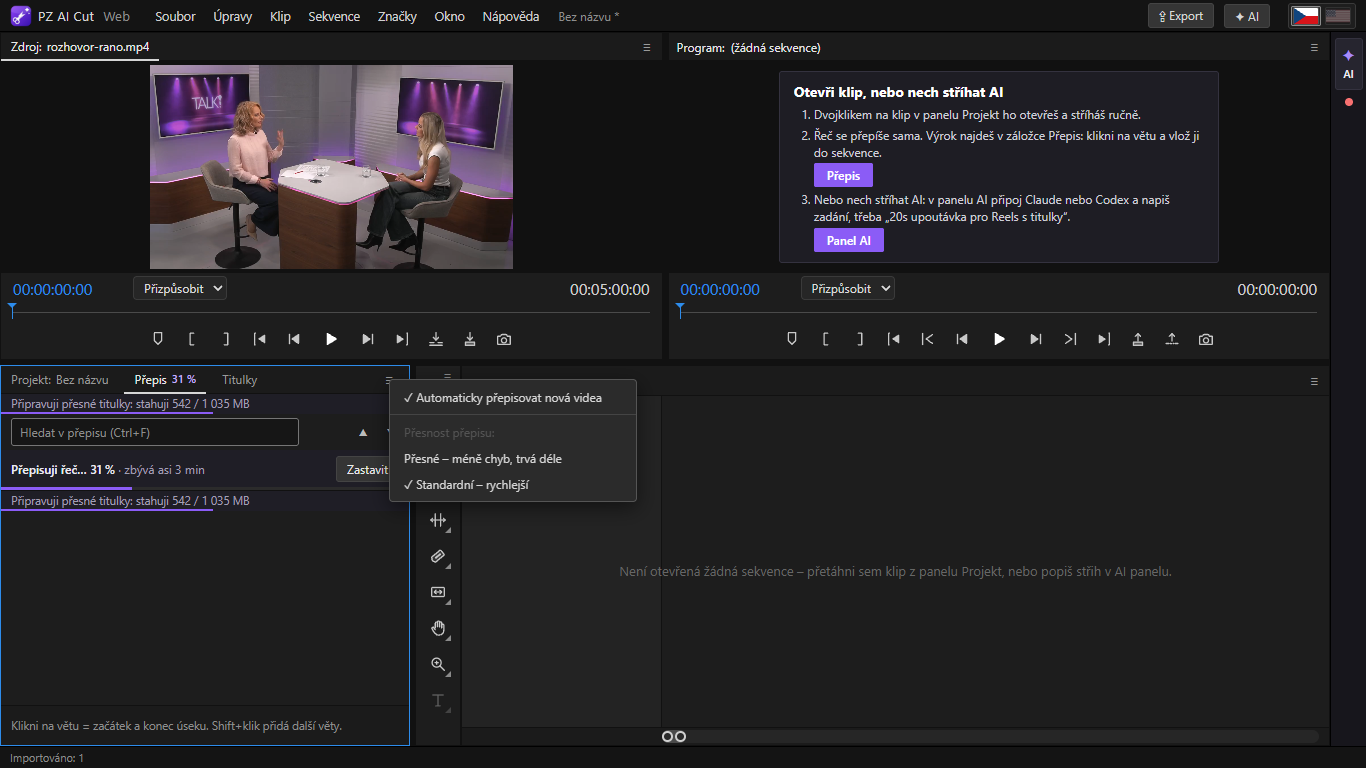 PZ AI Cut Web Soubor Úpravy Klip Sekvence Značky Okno Nápověda Bez názvu * Export AI
Zdroj: rozhovor-rano.mp4
Program: (žádná sekvence)
AI
TALK?
Otevři klip, nebo nech stříhat AI
1. Dvojklikem na klip v panelu Projekt ho otevřeš a stříháš ručně.
2. Řeč se přepíše sama. Výrok najdeš v záložce Přepis: klikni na větu a vlož ji
do sekvence.
Přepis
3. Nebo nech stříhat AI: v panelu AI připoj Claude nebo Codex a napiš
zadání, třeba „20s upoutávka pro Reels s titulky“.
Panel AI
00:00:00:00 Přizpůsobit 00:05:00:00
00:00:00:00 Přizpůsobit 00:00:00:00
Projekt: Bez názvu Přepis 31 % Titulky
Připravuji přesné titulky: stahuji 542 / 1 035 MB
Hledat v přepisu (Ctrl+F)
Přepisuji řeč... 31 % · zbývá asi 3 min Zastavit
Připravuji přesné titulky: stahuji 542 / 1 035 MB
✓ Automaticky přepisovat nová videa
Přesnost přepisu:
Přesné – méně chyb, trvá déle
✓ Standardní – rychlejší
Není otevřená žádná sekvence – přetáhni sem klip z panelu Projekt, nebo popiš střih v AI panelu.
Klikni na větu = začátek a konec úseku. Shift+klik přidá další věty.
Importováno: 1